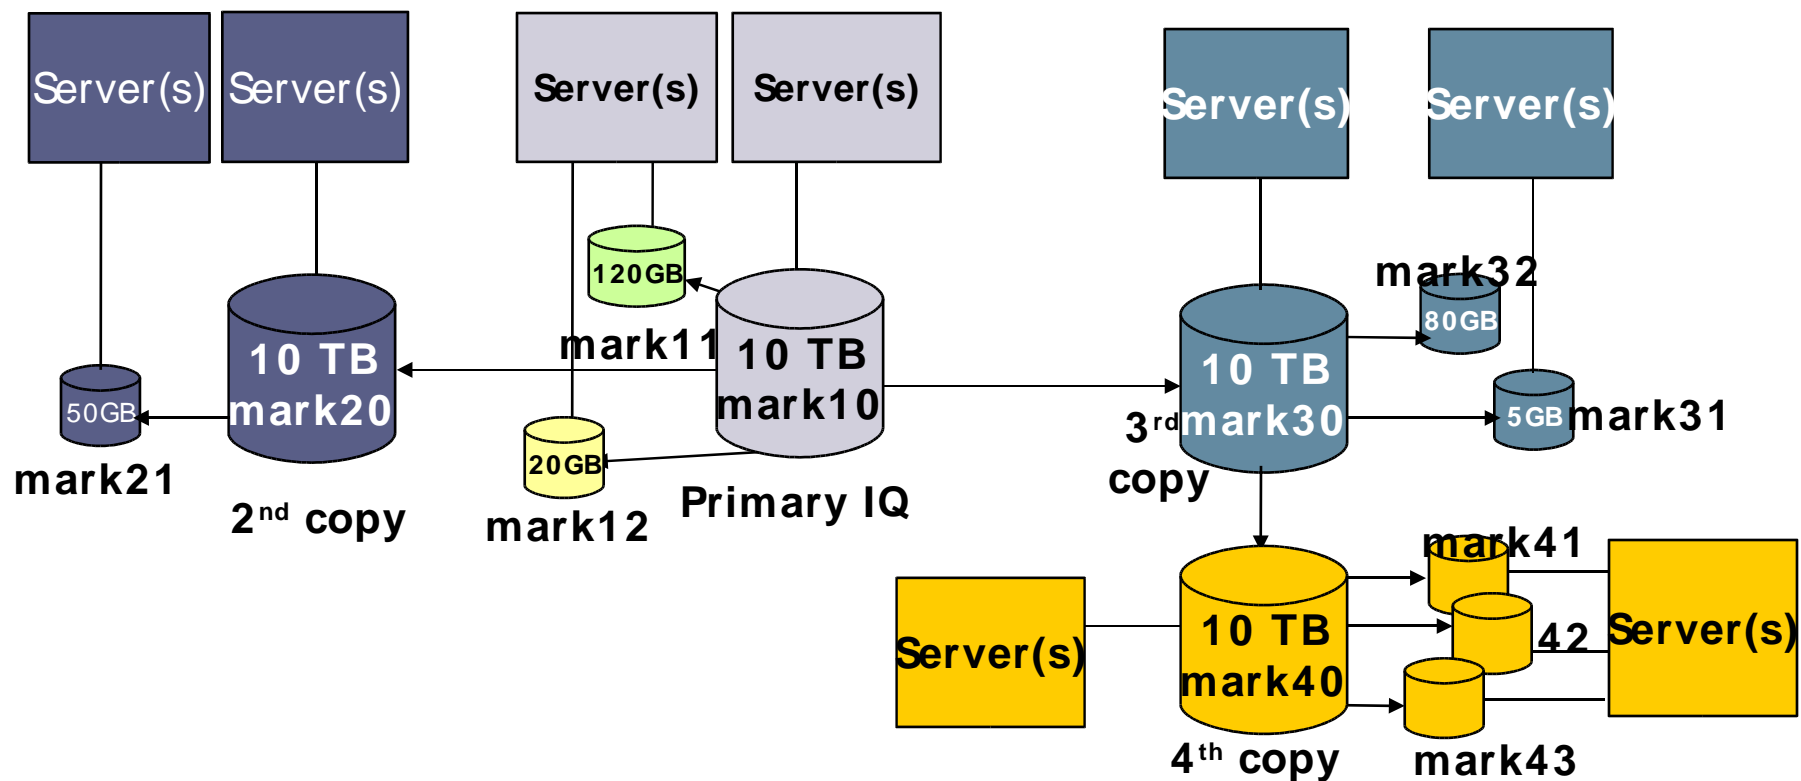 Server(s)
Server(s)
Server(s)
Server(s)
Server(s)
Server(s)
120GB
mark11
10 TB
mark20
50GB
mark21
2nd copy
10 TB
mark10
20GB
mark12
Primary IQ
mark32
80GB
10 TB
mark30
3rd
copy
5GB
mark31
mark41
42
Server(s)
Server(s)
10 TB
mark40
4th copy
mark43